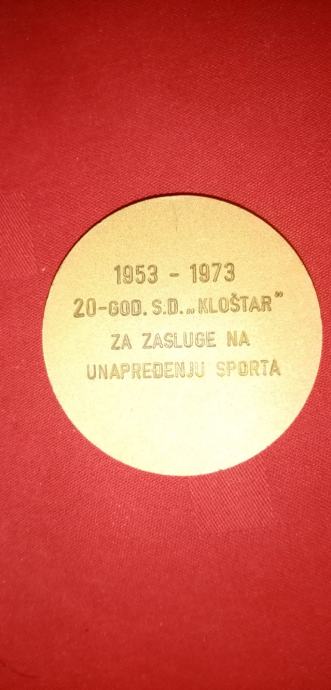 1953 - 1973
20-GOD. S.D. „KLOŠTAR"
ZA ZASLUGE NA
UNAPREĐENJU SPORTA